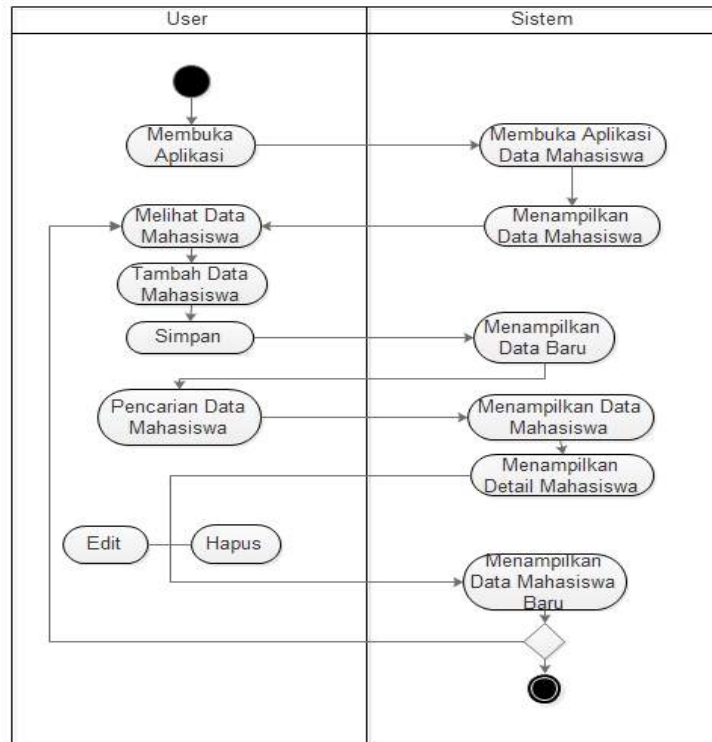 User
Sistem
Membuka
Aplikasi
Membuka Aplikasi
Data Mahasiswa
Melihat Data
Mahasiswa
Menampilkan
Data Mahasiswa
Tambah Data
Mahasiswa
Simpan
Menampilkan
Data Baru
Pencarian Data
Mahasiswa
Menampilkan Data
Mahasiswa
Menampilkan
Detail Mahasiswa
Edit
Hapus
Menampilkan
Data Mahasiswa
Baru